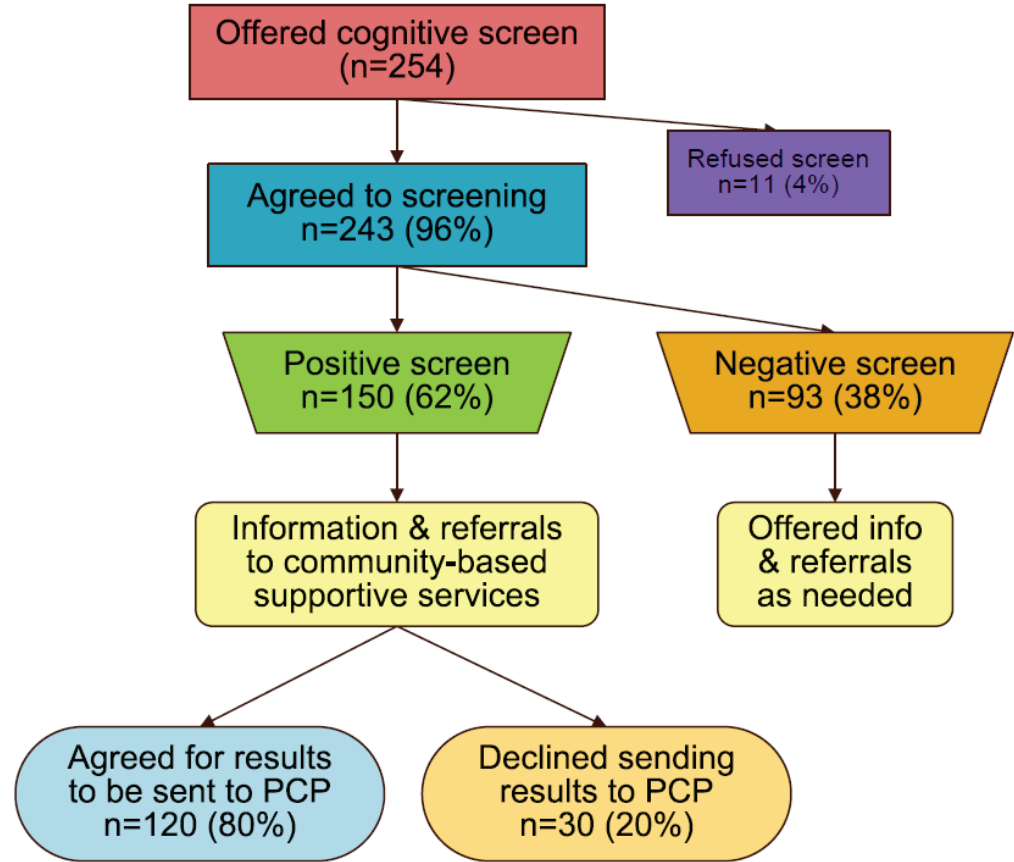 Offered cognitive screen
(n=254)
Refused screen
n=11 (4%)
Agreed to screening
n=243 (96%)
Positive screen
n=150 (62%)
Negative screen
n=93 (38%)
Information & referrals
to community-based
supportive services
Offered info
& referrals
as needed
Agreed for results
to be sent to PCP
n=120 (80%)
Declined sending
results to PCP
n=30 (20%)